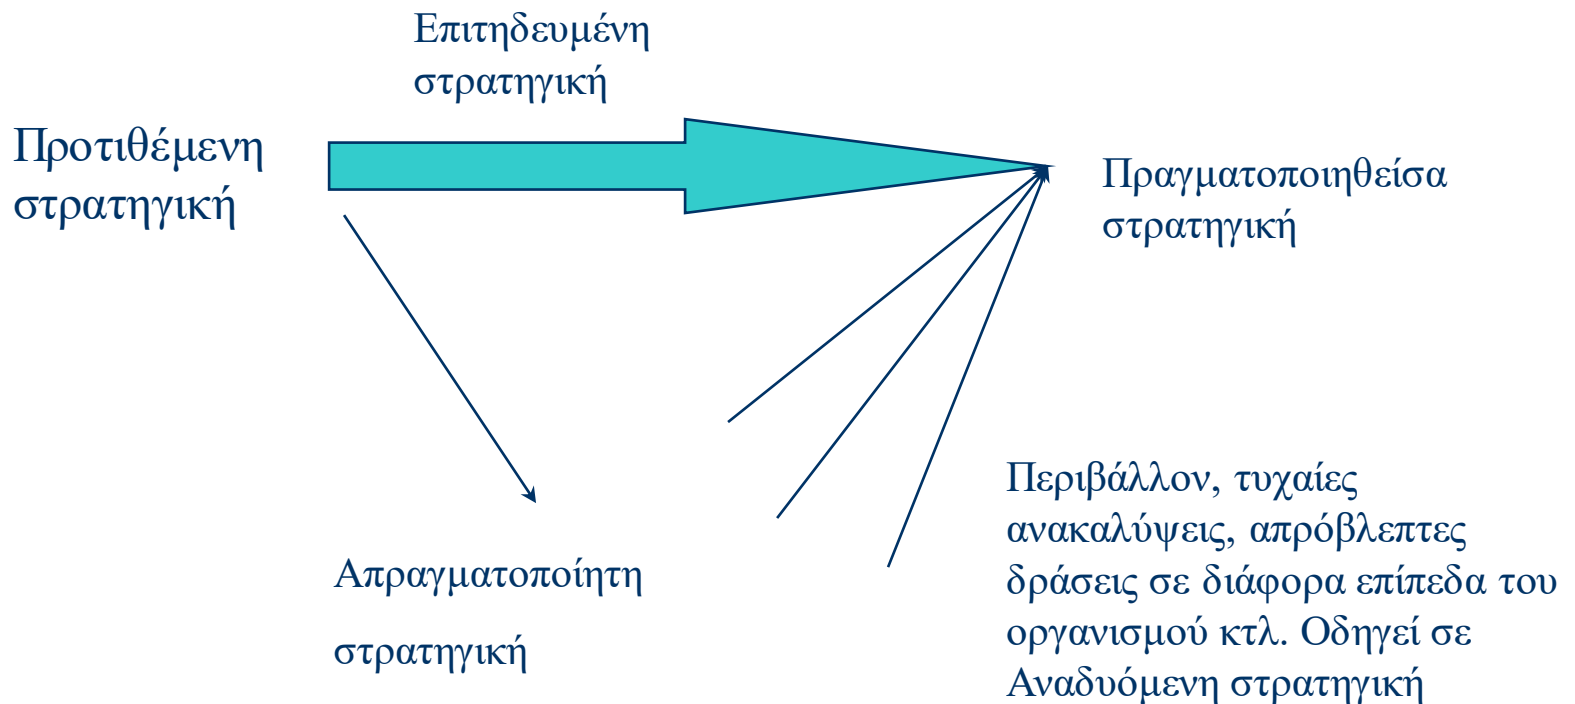 Επιτηδευμένη
στρατηγική
Προτιθέμενη
στρατηγική
Πραγματοποιηθείσα
στρατηγική
Απραγματοποίητη
στρατηγική
Περιβάλλον, τυχαίες
ανακαλύψεις, απρόβλεπτες
δράσεις σε διάφορα επίπεδα του
οργανισμού κτλ. Οδηγεί σε
Αναδυόμενη στρατηγική